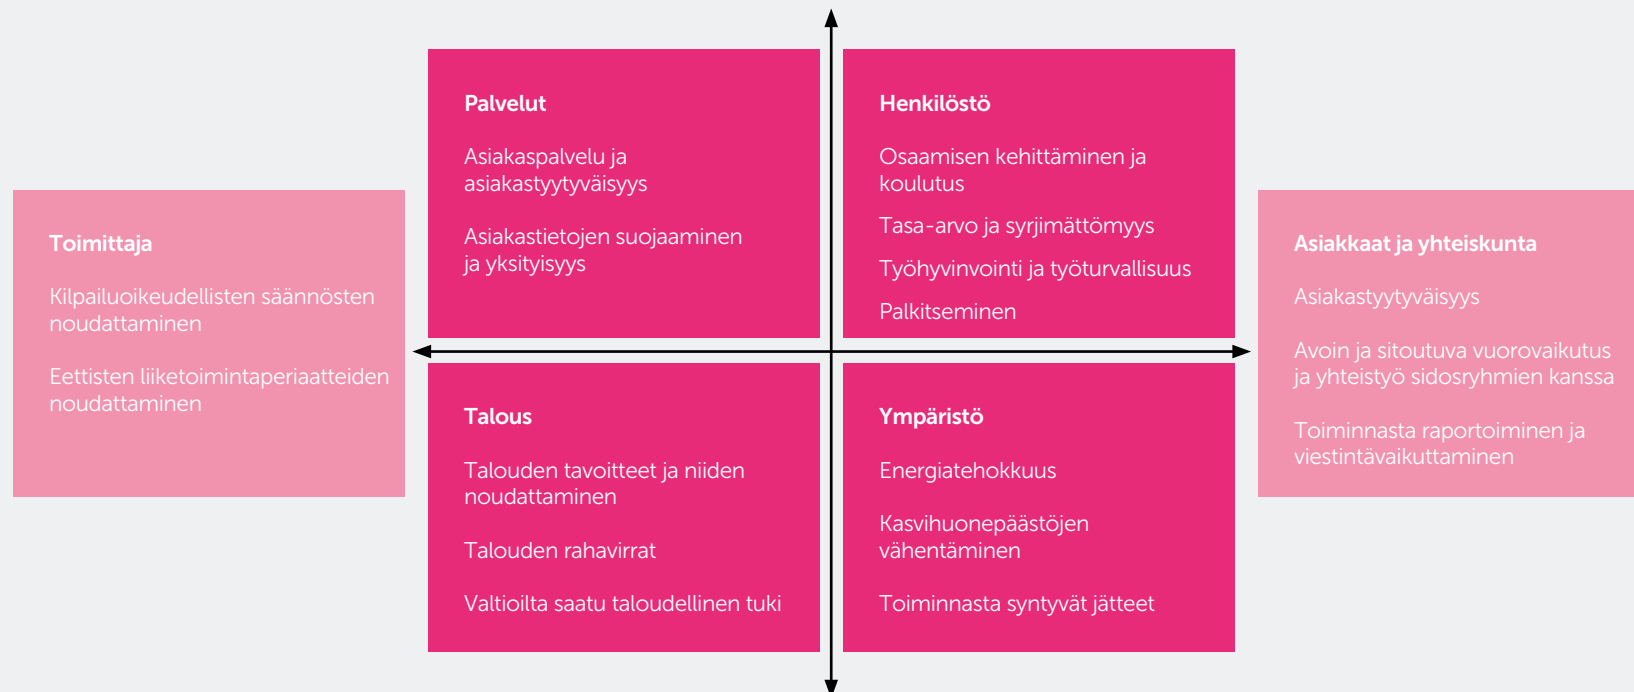 Toimittaja
Kilpailuoikeudellisten säännösten
noudattaminen
Eettisten liiketoimintaperiaatteiden
noudattaminen
Palvelut
Asiakaspalvelu ja
asiakastyytyväisyys
Asiakastietojen suojaaminen
ja yksityisyys
Henkilöstö
Osaamisen kehittäminen ja
koulutus
Tasa-arvo ja syrjimättömyys
Työhyvinvointi ja työturvallisuus
Palkitseminen
Talous
Talouden tavoitteet ja niiden
noudattaminen
Talouden rahavirrat
Valtioilta saatu taloudellinen tuki
Ympäristö
Energiatehokkuus
Kasvihuonepäästöjen
vähentäminen
Toiminnasta syntyvät jätteet
Asiakkaat ja yhteiskunta
Asiakastyytyväisyys
Avoin ja sitoutuva vuorovaikutus
ja yhteistyö sidosryhmien kanssa
Toiminnasta raportoiminen ja
viestintävaikuttaminen